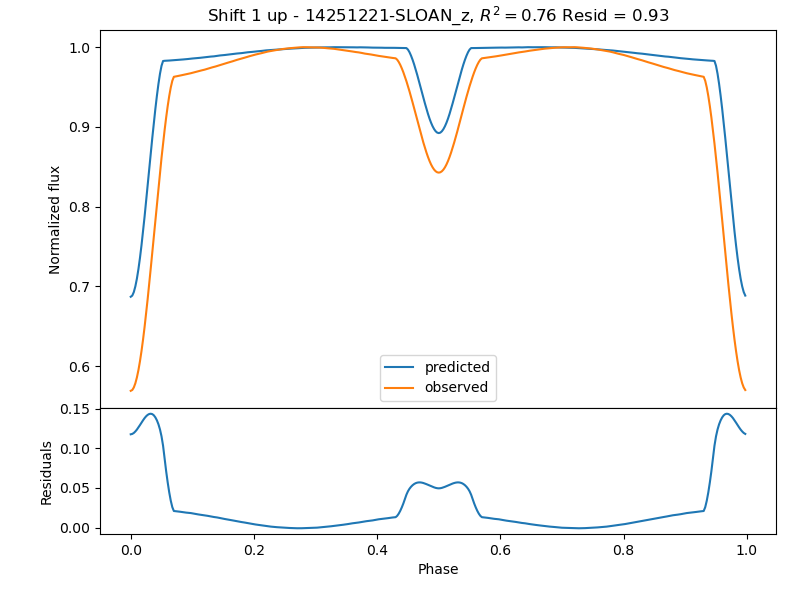 Shift 1 up - 14251221-SLOAN_z, R² = 0.76 Resid = 0.93
Normalized flux
1.0
0.9
0.8
0.7
0.6
predicted
observed
Residuals
0.15
0.10
0.05
0.00
0.0 0.2 0.4 0.6 0.8 1.0
Phase